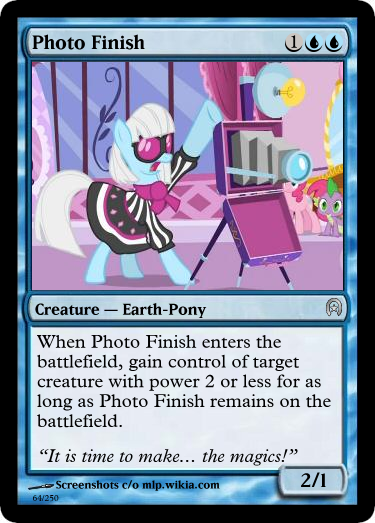 Photo Finish 1
Creature — Earth-Pony
When Photo Finish enters the
battlefield, gain control of target
creature with power 2 or less for as
long as Photo Finish remains on the
battlefield.
“It is time to make… the magics!”
2/1
Screenshots c/o mlp.wikia.com
64/250